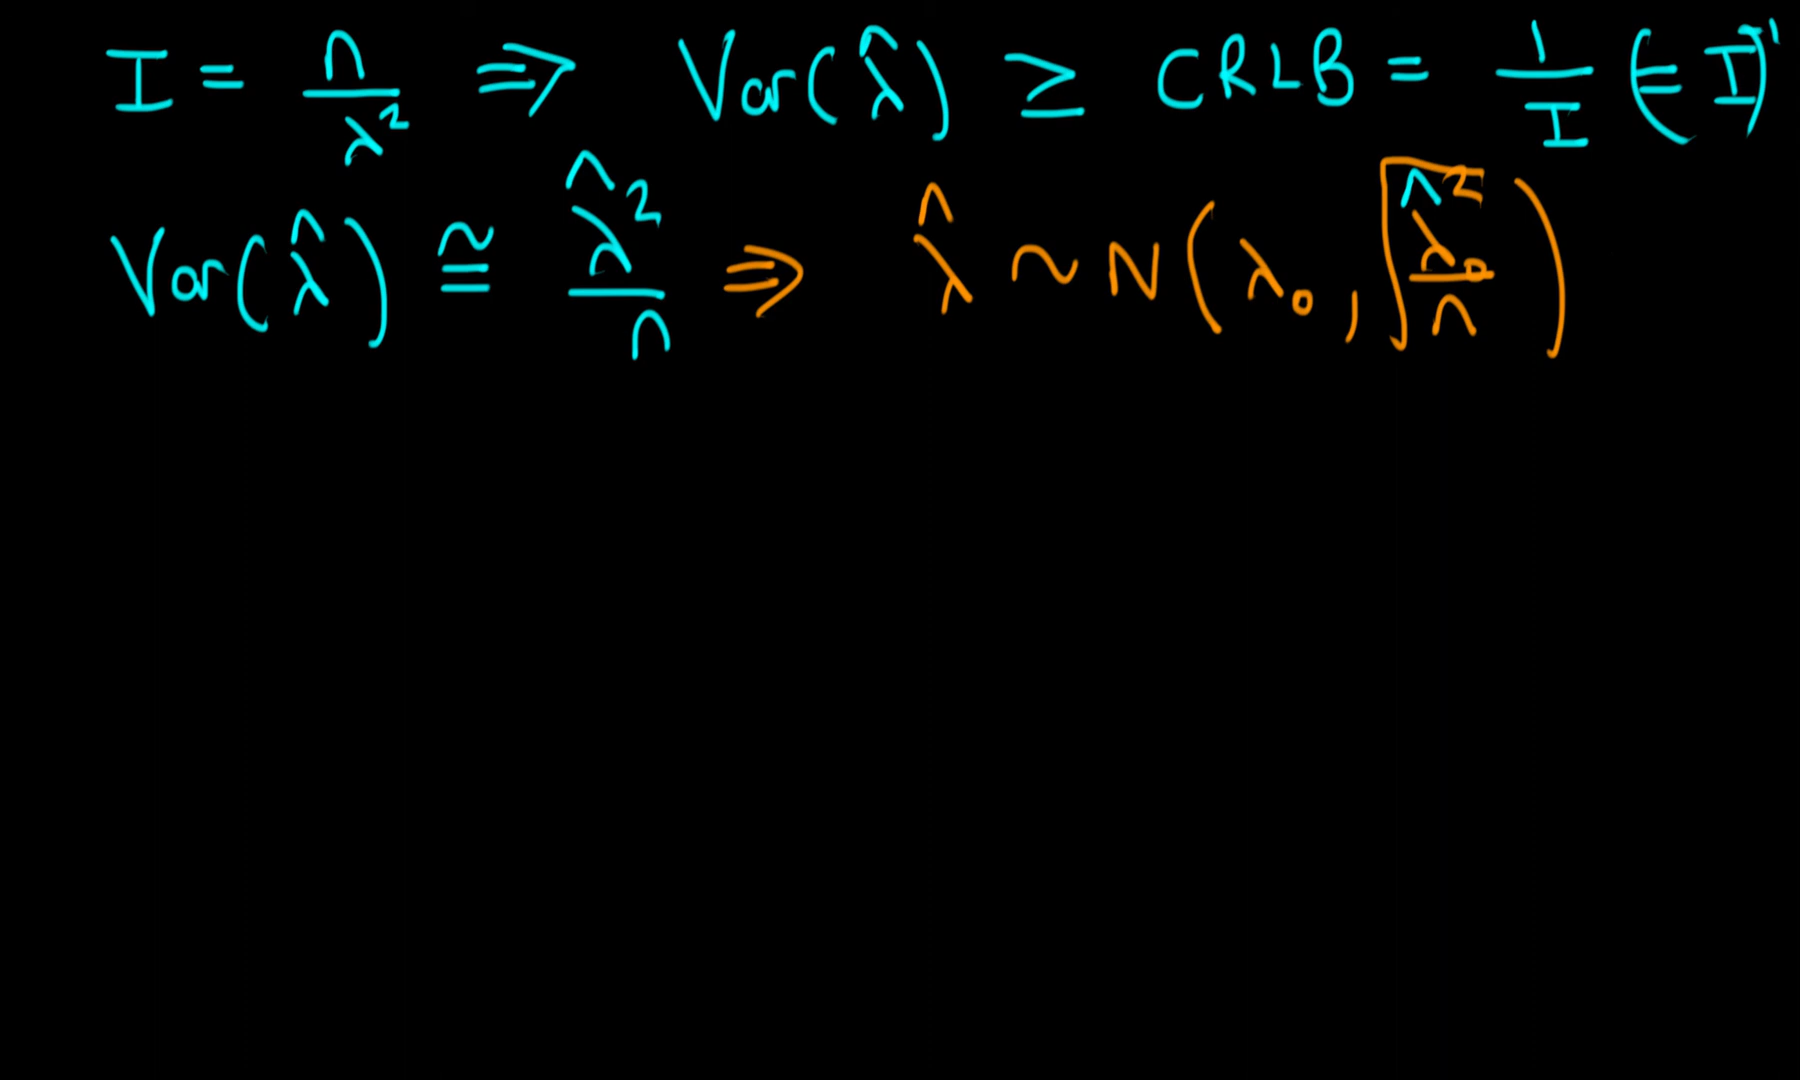 I = n/λ² ⇒ Var(λ̂) ≥ CRLB = 1/I (= I⁻¹)
Var(λ̂) ≅ λ̂²/n ⇒ λ̂ ~ N(λ₀, √(λ̂₀²/n))